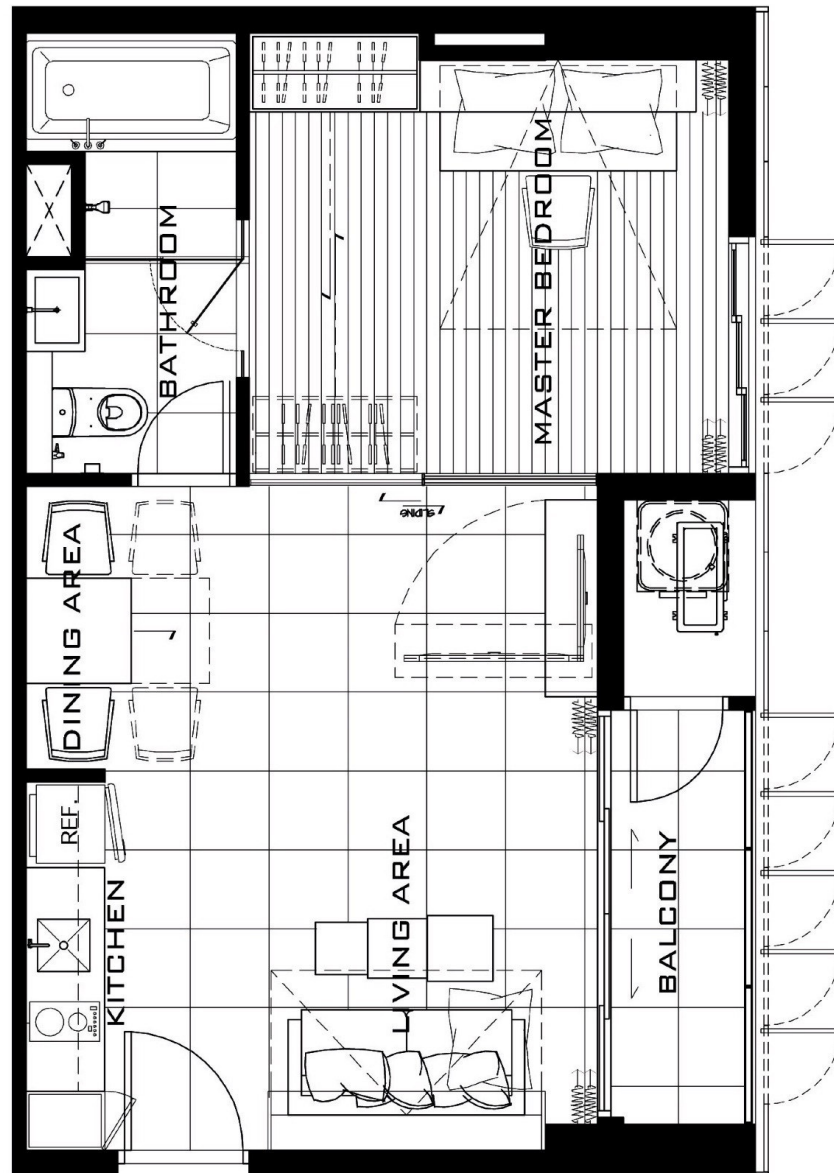 BATHROOM
MASTER BEDROOM
SLIDING
DINING AREA
REF.
KITCHEN
LIVING AREA
BALCONY